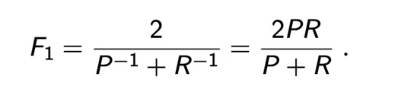 F₁ = 2 / (P⁻¹ + R⁻¹) = 2PR / (P + R) .